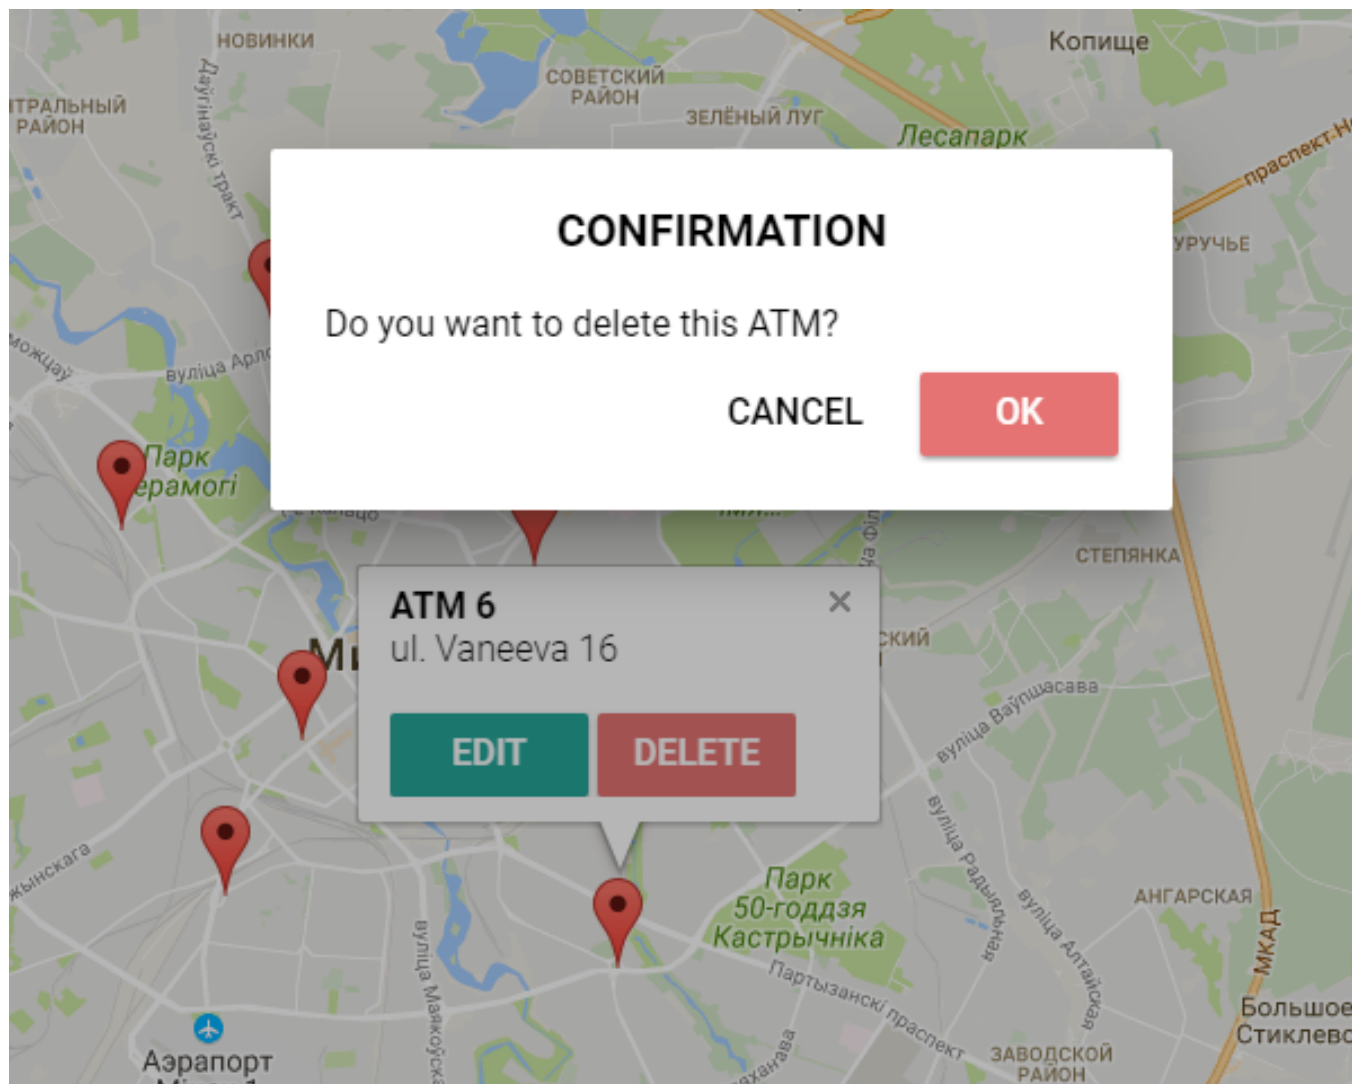 НОВИНКИ
Копище
СОВЕТСКИЙ
РАЙОН
РАЙОН
ЗЕЛЁНЫЙ ЛУГ
Даўгінаўскі тракт
Лесапарк
праспект
CONFIRMATION
УРУЧЬЕ
Do you want to delete this ATM?
вуліца
CANCEL
OK
Парк
СТЕПЯНКА
ATM 6
ul. Vaneeva 16
вуліца Ваўпшасава
EDIT
DELETE
вуліца Радыяльная
Парк
50-годдзя
Кастрычніка
вуліца Алтайская
АНГАРСКАЯ
МКАД
вуліца
Партызанскі праспект
Большое
Аэрапорт
ЗАВОДСКОЙ
РАЙОН